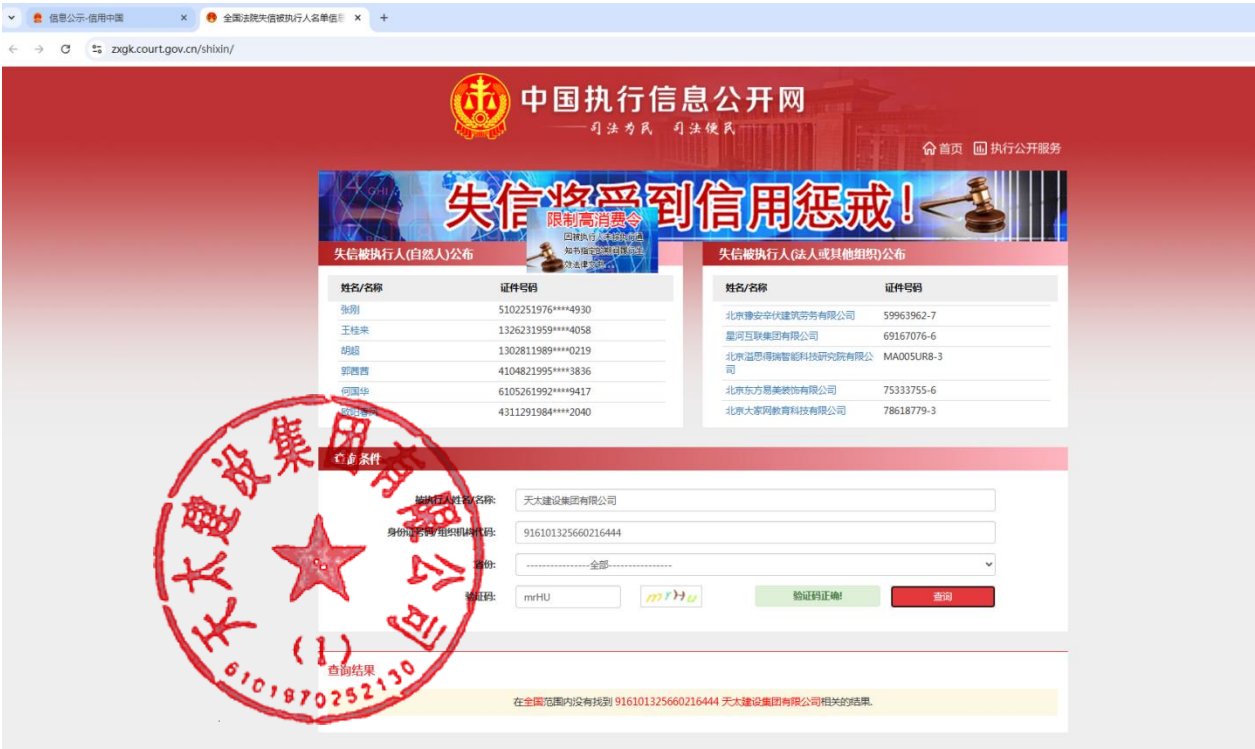 信息公示-信用中国
全国法院失信被执行人名单信息
zxgk.court.gov.cn/shixin/
中国执行信息公开网
司法为民 司法便民
首页 执行公开服务
失信将受到信用惩戒!
限制高消费令
失信被执行人(自然人)公布
失信被执行人(法人或其他组织)公布
姓名/名称 证件号码
张刚 5102251976****4930
王桂来 1326231959****4058
胡超 1302811989****0219
郭茜茜 4104821995****3836
何国华 6105261992****9417
4311291984****2040
姓名/名称 证件号码
北京豫安辛伏建筑劳务有限公司 59963962-7
星河互联集团有限公司 69167076-6
北京溢思得瑞智能科技研究院有限公司 MA005UR8-3
北京东方易美装饰有限公司 75333755-6
北京大家网教育科技有限公司 78618779-3
查询条件
被执行人姓名/名称: 天太建设集团有限公司
身份证号码/组织机构代码: 916101325660216444
省份: -----------------全部-----------------
验证码: mrHU mrHu 验证码正确! 查询
查询结果
在全国范围内没有找到 916101325660216444 天太建设集团有限公司相关的结果.
天太建设集团有限公司
(1)
6101970252130